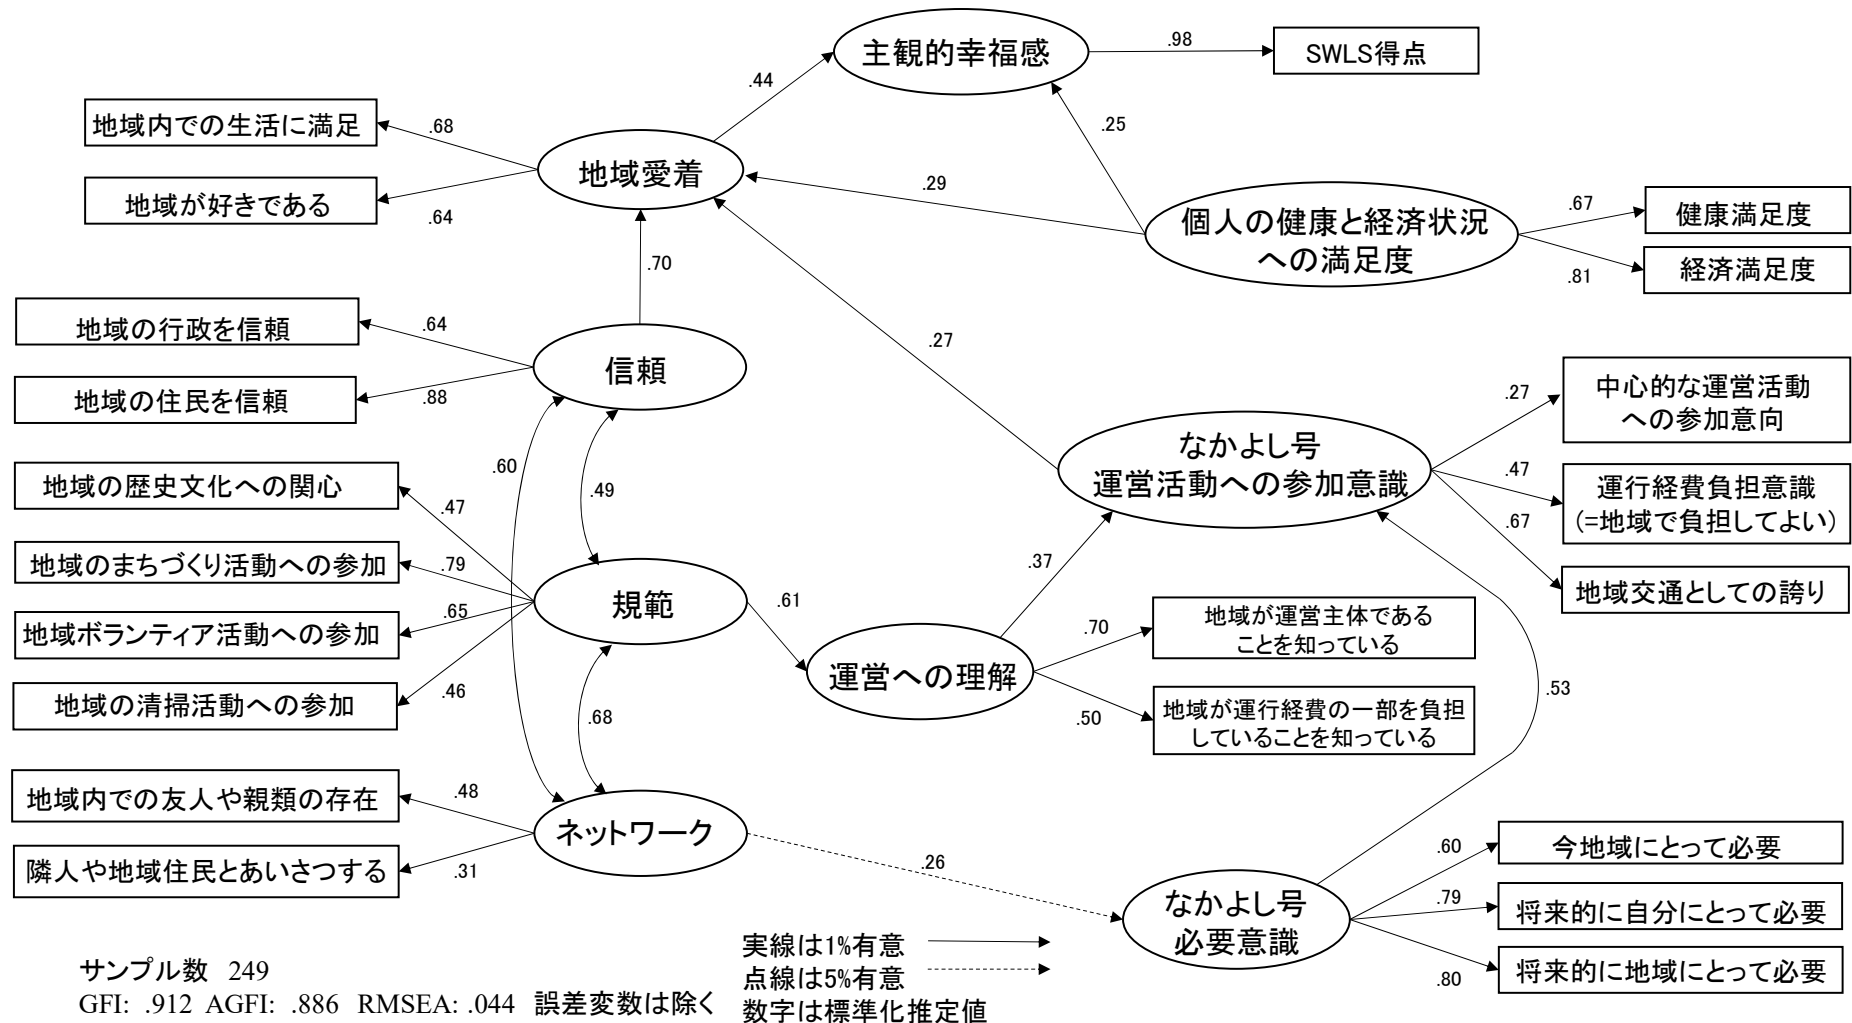 主観的幸福感
.98
SWLS得点
.44
.25
地域内での生活に満足
.68
地域愛着
地域が好きである
.64
.29
個人の健康と経済状況
への満足度
.67
健康満足度
.81
経済満足度
.70
地域の行政を信頼
.64
信頼
地域の住民を信頼
.88
.27
なかよし号
運営活動への参加意識
.27
中心的な運営活動
への参加意向
.47
運行経費負担意識
(=地域で負担してよい)
.67
地域交通としての誇り
.60
.49
地域の歴史文化への関心
.47
地域のまちづくり活動への参加
.79
規範
地域ボランティア活動への参加
.65
地域の清掃活動への参加
.46
.61
.37
運営への理解
.70
地域が運営主体である
ことを知っている
.50
地域が運行経費の一部を負担
していることを知っている
.53
.68
地域内での友人や親類の存在
.48
ネットワーク
隣人や地域住民とあいさつする
.31
.26
なかよし号
必要意識
.60
今地域にとって必要
.79
将来的に自分にとって必要
.80
将来的に地域にとって必要
実線は1%有意
点線は5%有意
数字は標準化推定値
サンプル数 249
GFI: .912 AGFI: .886 RMSEA: .044 誤差変数は除く